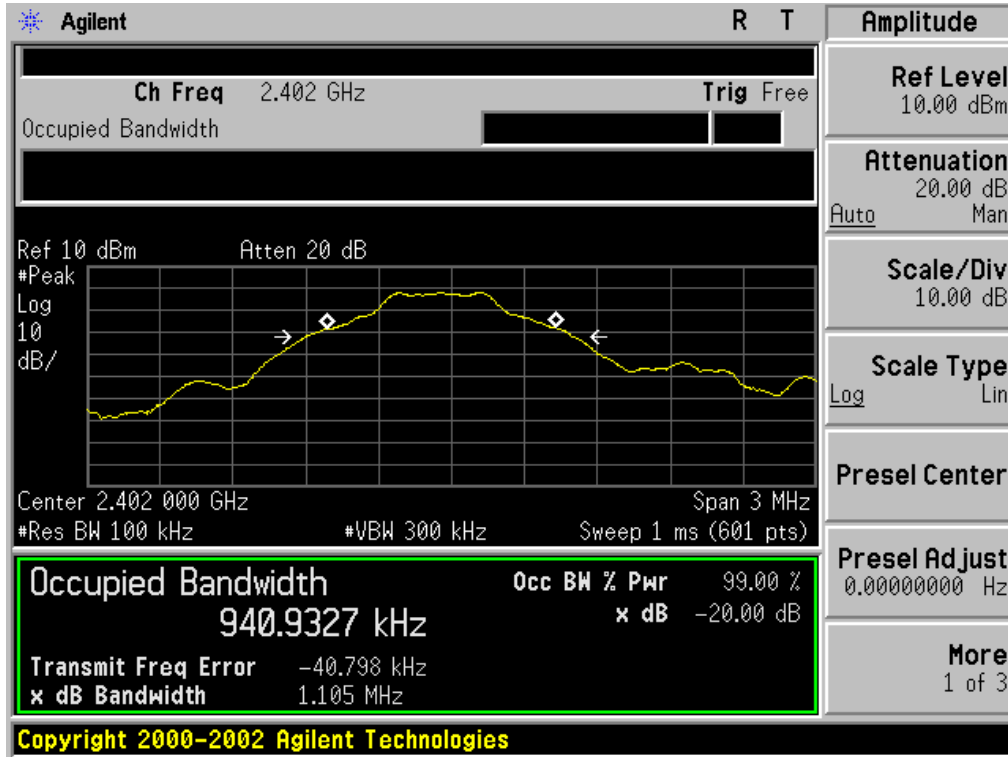 Agilent R T
Ch Freq 2.402 GHz Trig Free
Occupied Bandwidth
Ref 10 dBm Atten 20 dB
#Peak
Log
10
dB/
Center 2.402 000 GHz Span 3 MHz
#Res BW 100 kHz #VBW 300 kHz Sweep 1 ms (601 pts)
Occupied Bandwidth
940.9327 kHz
Occ BW % Pwr 99.00 %
x dB -20.00 dB
Transmit Freq Error -40.798 kHz
x dB Bandwidth 1.105 MHz
Copyright 2000-2002 Agilent Technologies
Amplitude
Ref Level
10.00 dBm
Attenuation
20.00 dB
Auto Man
Scale/Div
10.00 dB
Scale Type
Log Lin
Presel Center
Presel Adjust
0.00000000 Hz
More
1 of 3